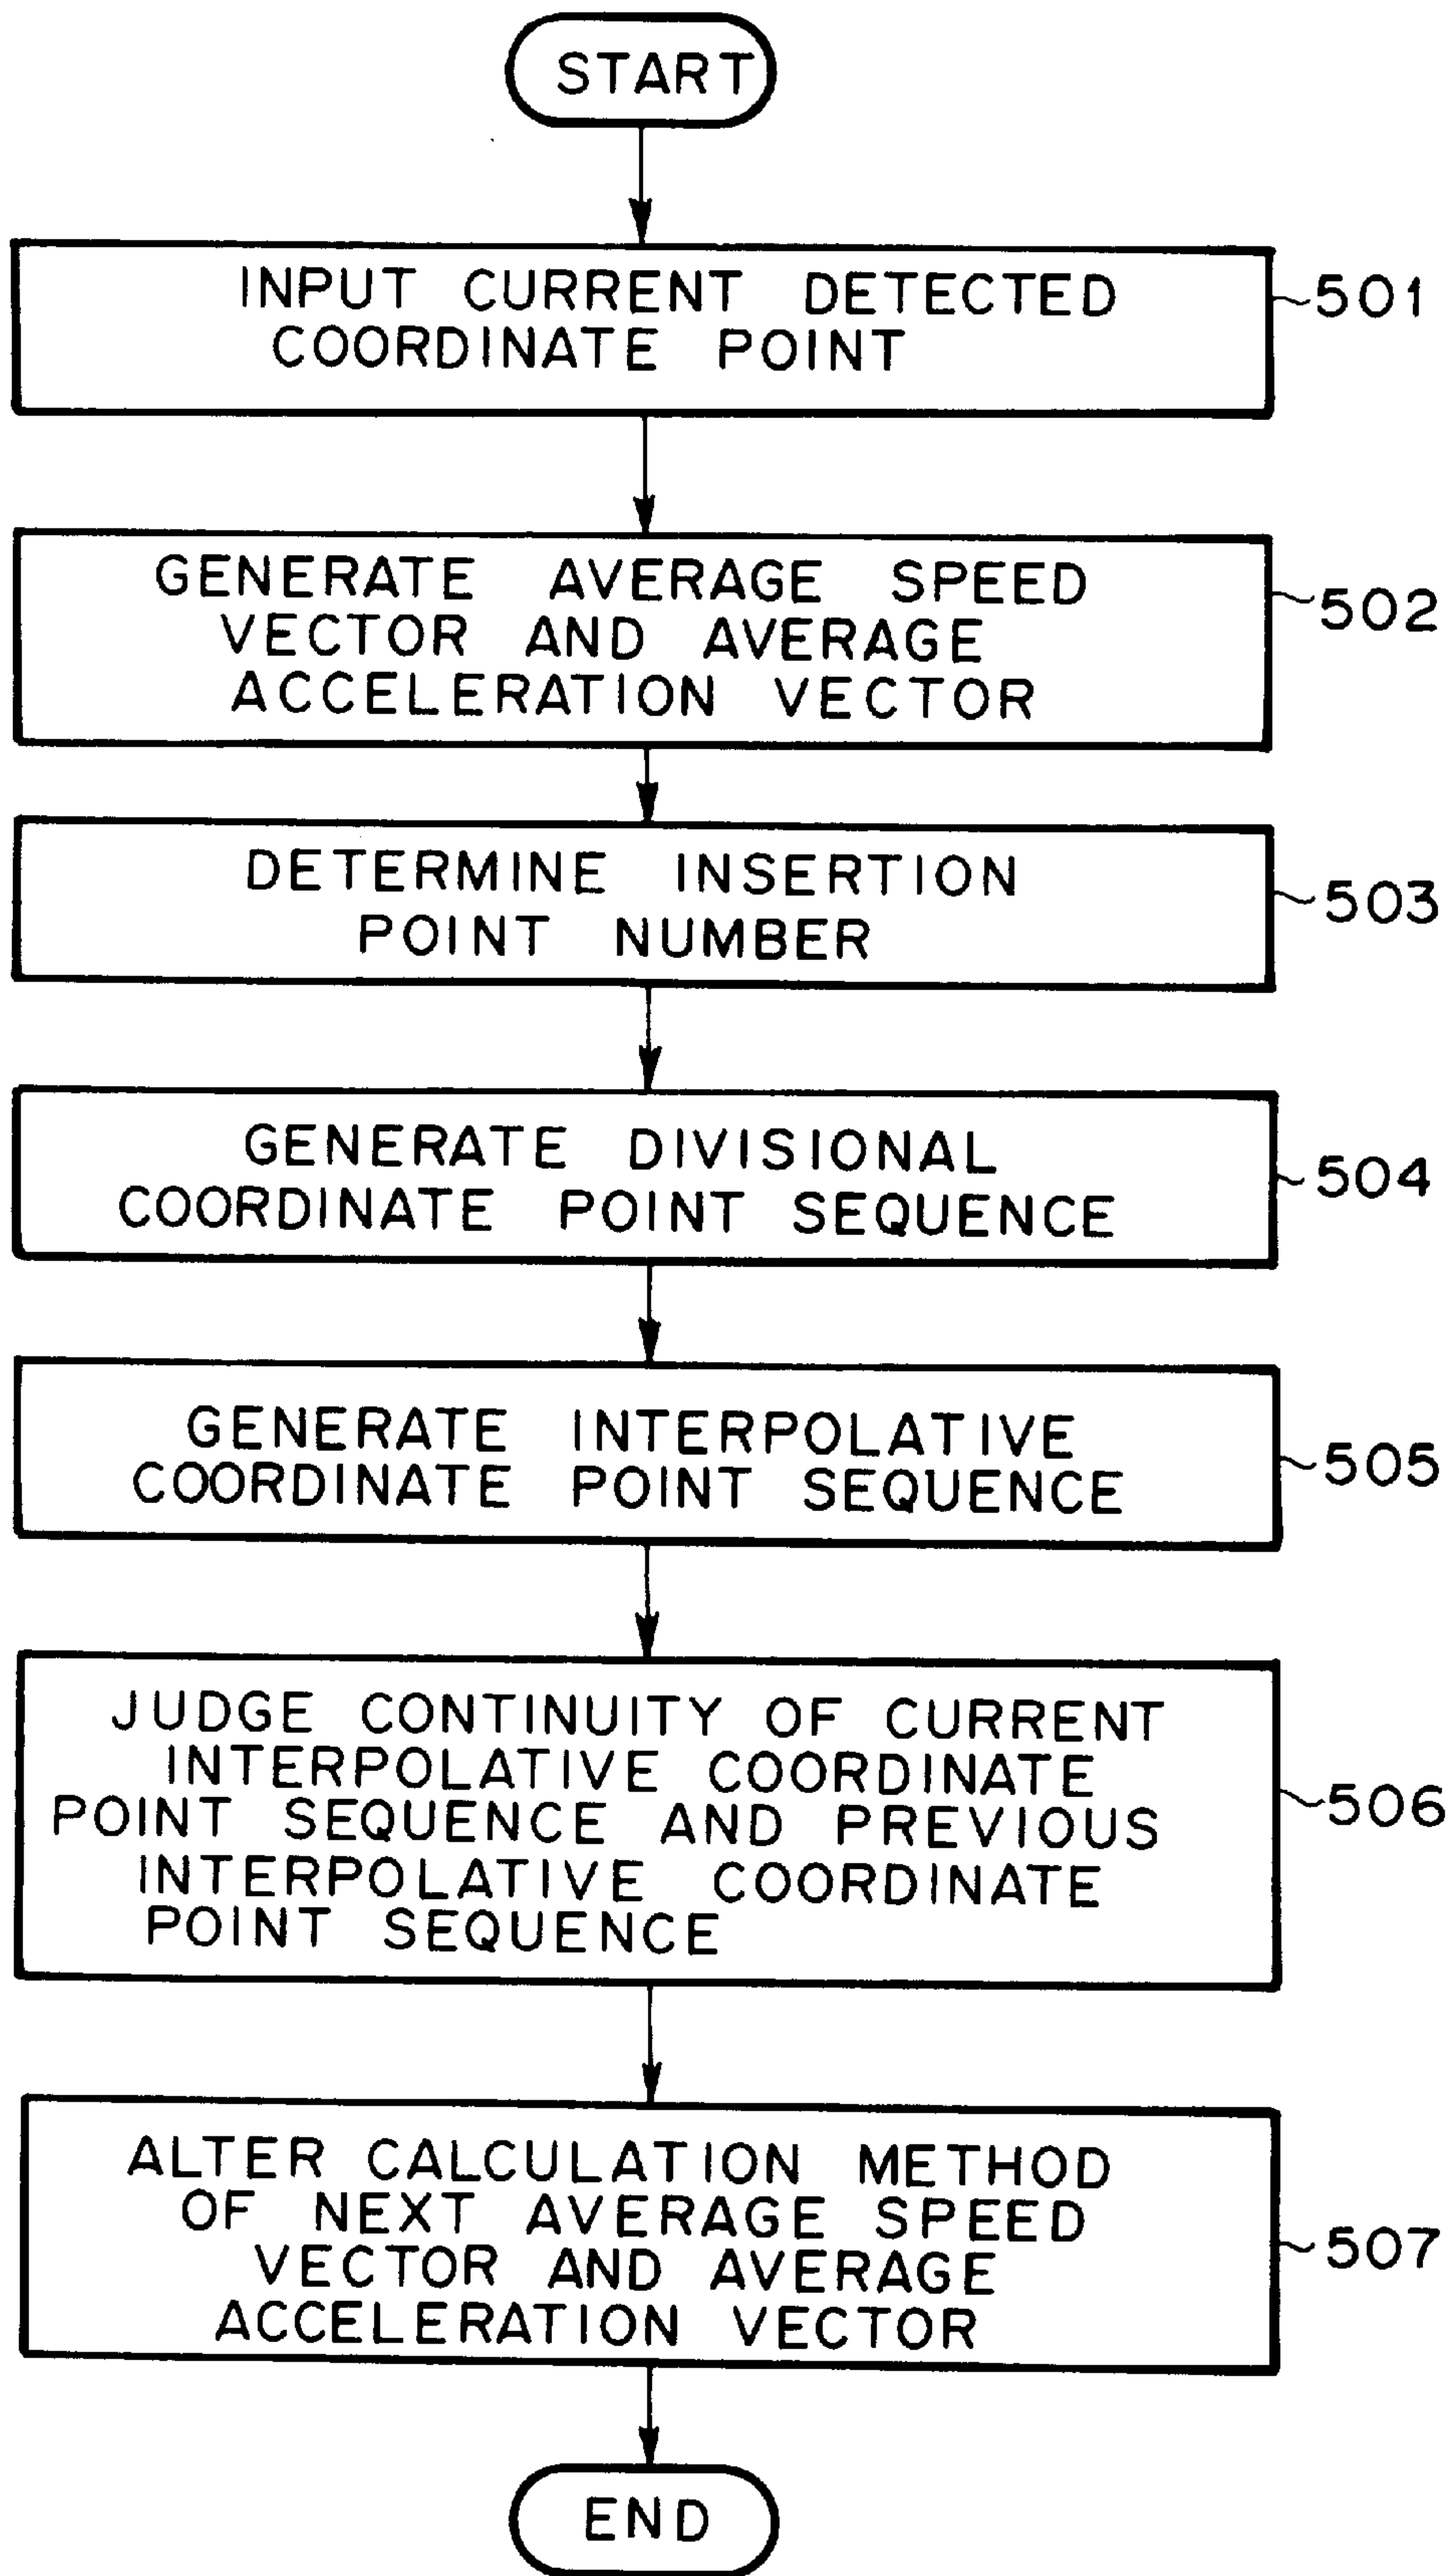 START
INPUT CURRENT DETECTED
COORDINATE POINT
501
GENERATE AVERAGE SPEED
VECTOR AND AVERAGE
ACCELERATION VECTOR
502
DETERMINE INSERTION
POINT NUMBER
503
GENERATE DIVISIONAL
COORDINATE POINT SEQUENCE
504
GENERATE INTERPOLATIVE
COORDINATE POINT SEQUENCE
505
JUDGE CONTINUITY OF CURRENT
INTERPOLATIVE COORDINATE
POINT SEQUENCE AND PREVIOUS
INTERPOLATIVE COORDINATE
POINT SEQUENCE
506
ALTER CALCULATION METHOD
OF NEXT AVERAGE SPEED
VECTOR AND AVERAGE
ACCELERATION VECTOR
507
END